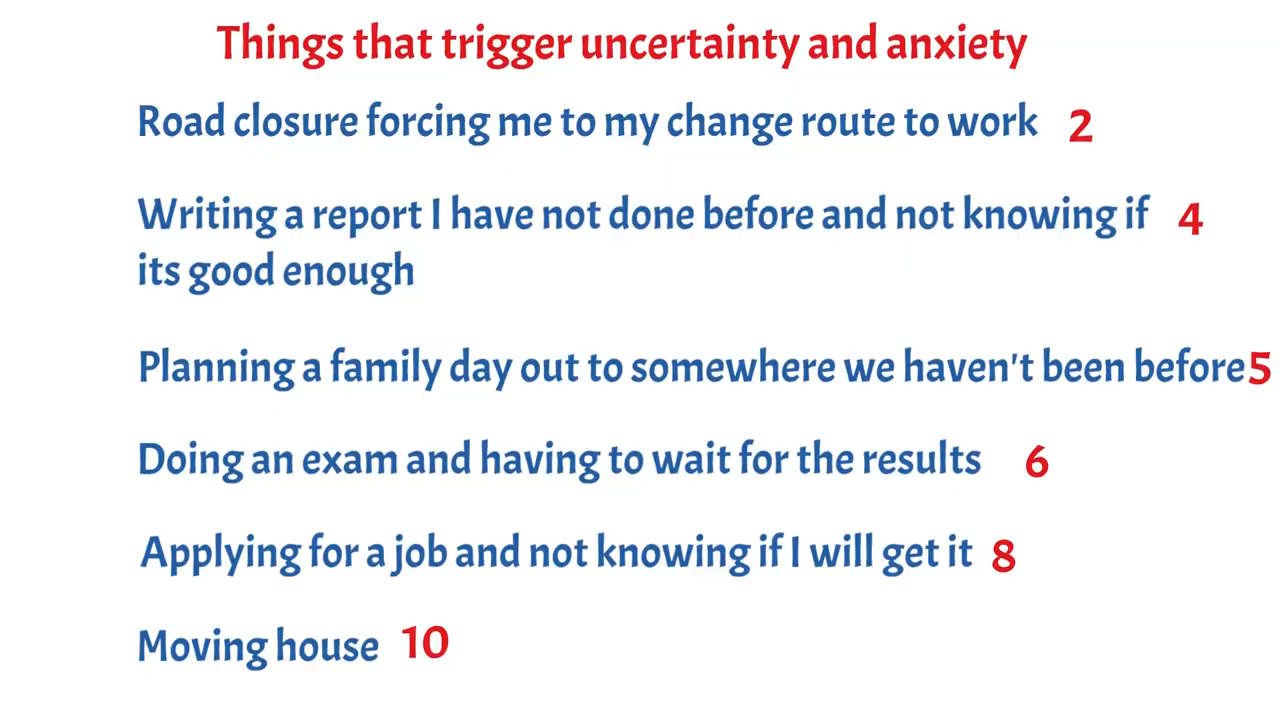 Things that trigger uncertainty and anxiety
Road closure forcing me to my change route to work 2
Writing a report I have not done before and not knowing if 4
its good enough
Planning a family day out to somewhere we haven't been before 5
Doing an exam and having to wait for the results 6
Applying for a job and not knowing if I will get it 8
Moving house 10